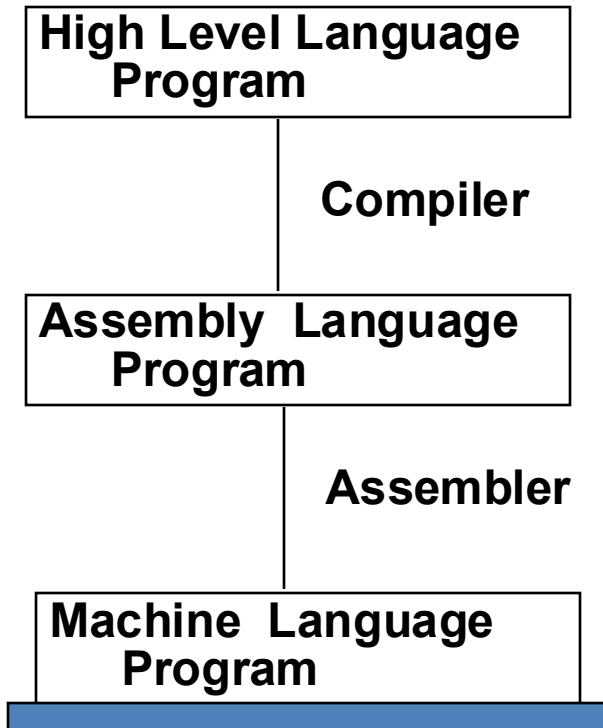 High Level Language
Program
Compiler
Assembly Language
Program
Assembler
Machine Language
Program